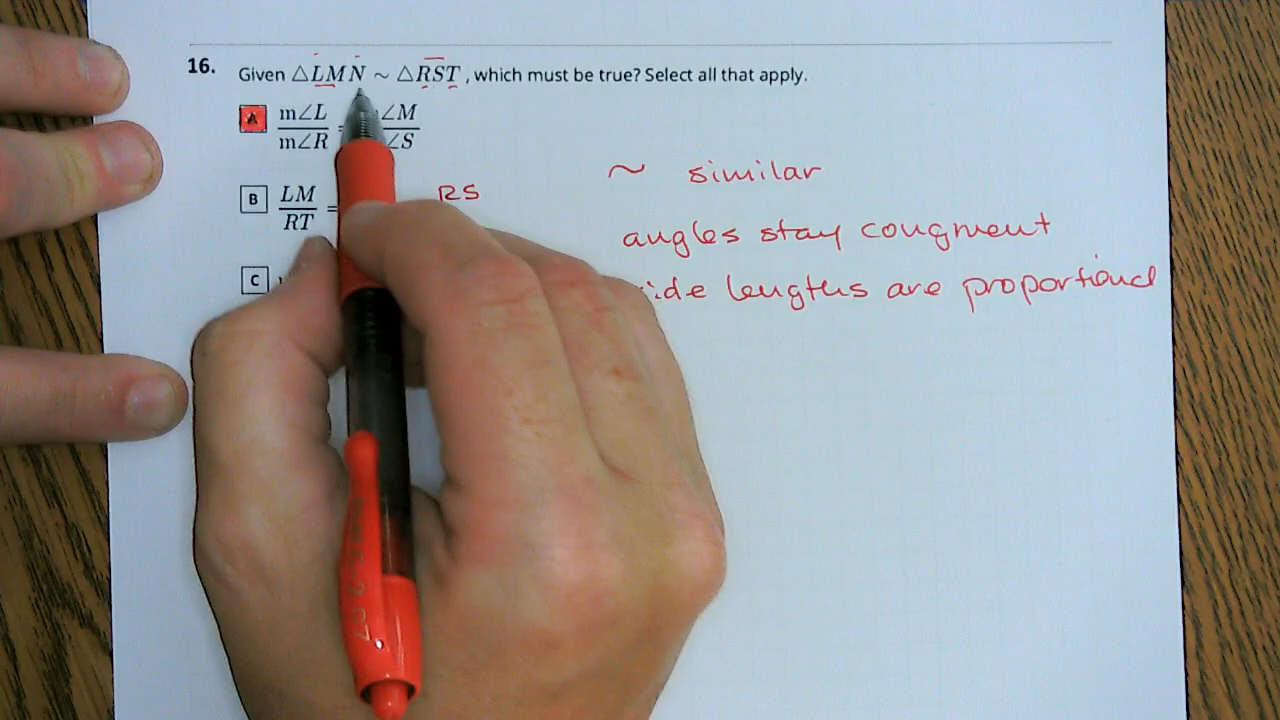 16. Given △LMN ~ △RST, which must be true? Select all that apply.
A m∠L / m∠R = ∠M / ∠S
B LM / RT = RS
C
~ similar
angles stay congruent
side lengths are proportional